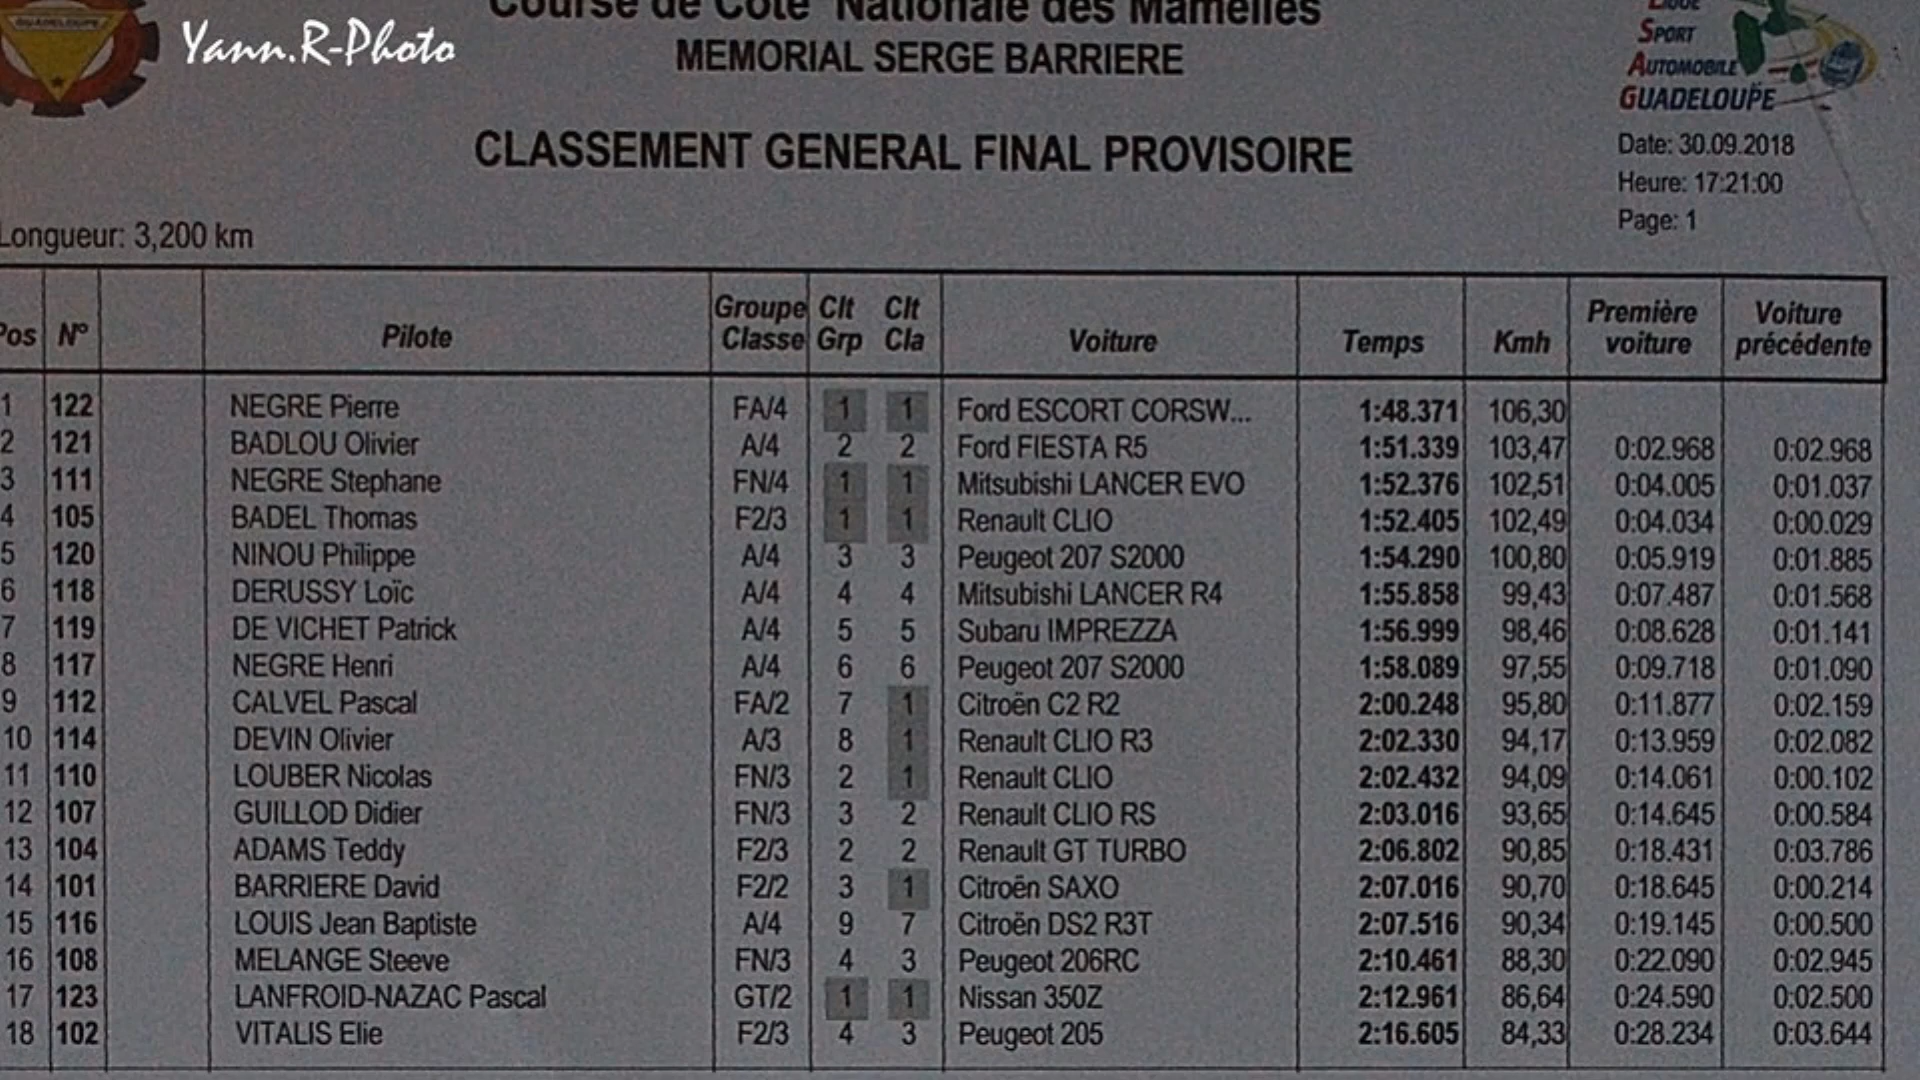 GUADELOUPE
Yann.R-Photo
Course de Côte Nationale des Mamelles
MEMORIAL SERGE BARRIERE
LIGUE
SPORT
AUTOMOBILE
GUADELOUPE
CLASSEMENT GENERAL FINAL PROVISOIRE
Date: 30.09.2018
Heure: 17:21:00
Page: 1
Longueur: 3,200 km
Pos N° Pilote Groupe Classe Clt Grp Clt Cla Voiture Temps Kmh Première voiture Voiture précédente
1 122 NEGRE Pierre FA/4 1 1 Ford ESCORT CORSW... 1:48.371 106,30
2 121 BADLOU Olivier A/4 2 2 Ford FIESTA R5 1:51.339 103,47 0:02.968 0:02.968
3 111 NEGRE Stephane FN/4 1 1 Mitsubishi LANCER EVO 1:52.376 102,51 0:04.005 0:01.037
4 105 BADEL Thomas F2/3 1 1 Renault CLIO 1:52.405 102,49 0:04.034 0:00.029
5 120 NINOU Philippe A/4 3 3 Peugeot 207 S2000 1:54.290 100,80 0:05.919 0:01.885
6 118 DERUSSY Loïc A/4 4 4 Mitsubishi LANCER R4 1:55.858 99,43 0:07.487 0:01.568
7 119 DE VICHET Patrick A/4 5 5 Subaru IMPREZZA 1:56.999 98,46 0:08.628 0:01.141
8 117 NEGRE Henri A/4 6 6 Peugeot 207 S2000 1:58.089 97,55 0:09.718 0:01.090
9 112 CALVEL Pascal FA/2 7 1 Citroën C2 R2 2:00.248 95,80 0:11.877 0:02.159
10 114 DEVIN Olivier A/3 8 1 Renault CLIO R3 2:02.330 94,17 0:13.959 0:02.082
11 110 LOUBER Nicolas FN/3 2 1 Renault CLIO 2:02.432 94,09 0:14.061 0:00.102
12 107 GUILLOD Didier FN/3 3 2 Renault CLIO RS 2:03.016 93,65 0:14.645 0:00.584
13 104 ADAMS Teddy F2/3 2 2 Renault GT TURBO 2:06.802 90,85 0:18.431 0:03.786
14 101 BARRIERE David F2/2 3 1 Citroën SAXO 2:07.016 90,70 0:18.645 0:00.214
15 116 LOUIS Jean Baptiste A/4 9 7 Citroën DS2 R3T 2:07.516 90,34 0:19.145 0:00.500
16 108 MELANGE Steeve FN/3 4 3 Peugeot 206RC 2:10.461 88,30 0:22.090 0:02.945
17 123 LANFROID-NAZAC Pascal GT/2 1 1 Nissan 350Z 2:12.961 86,64 0:24.590 0:02.500
18 102 VITALIS Elie F2/3 4 3 Peugeot 205 2:16.605 84,33 0:28.234 0:03.644